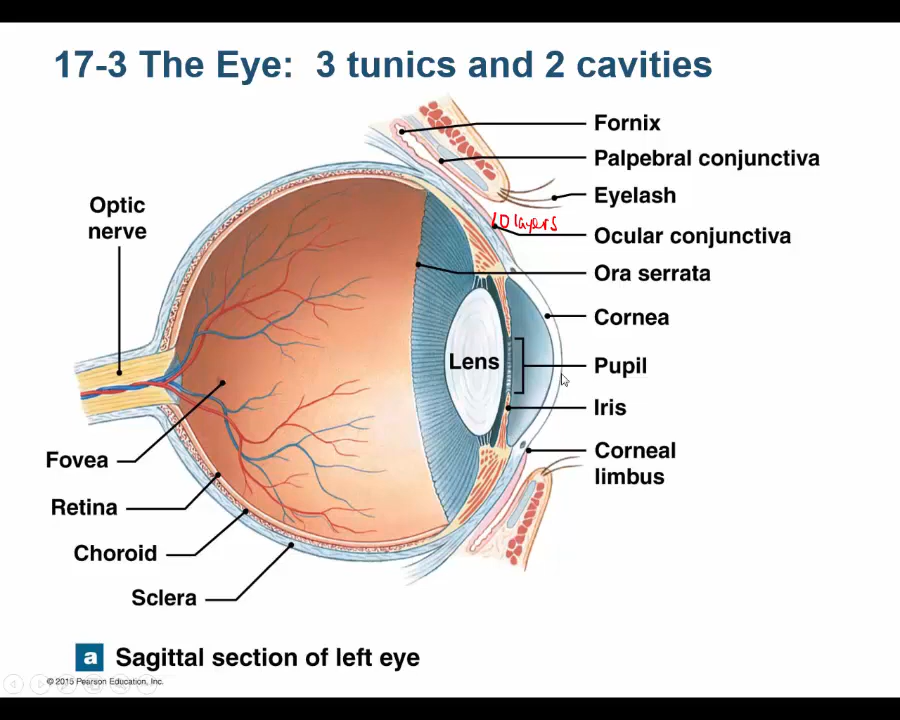 17-3 The Eye: 3 tunics and 2 cavities
Fornix
Palpebral conjunctiva
Eyelash
10 layers
Ocular conjunctiva
Ora serrata
Cornea
Pupil
Iris
Corneal
limbus
Optic
nerve
Lens
Fovea
Retina
Choroid
Sclera
a Sagittal section of left eye
© 2015 Pearson Education, Inc.